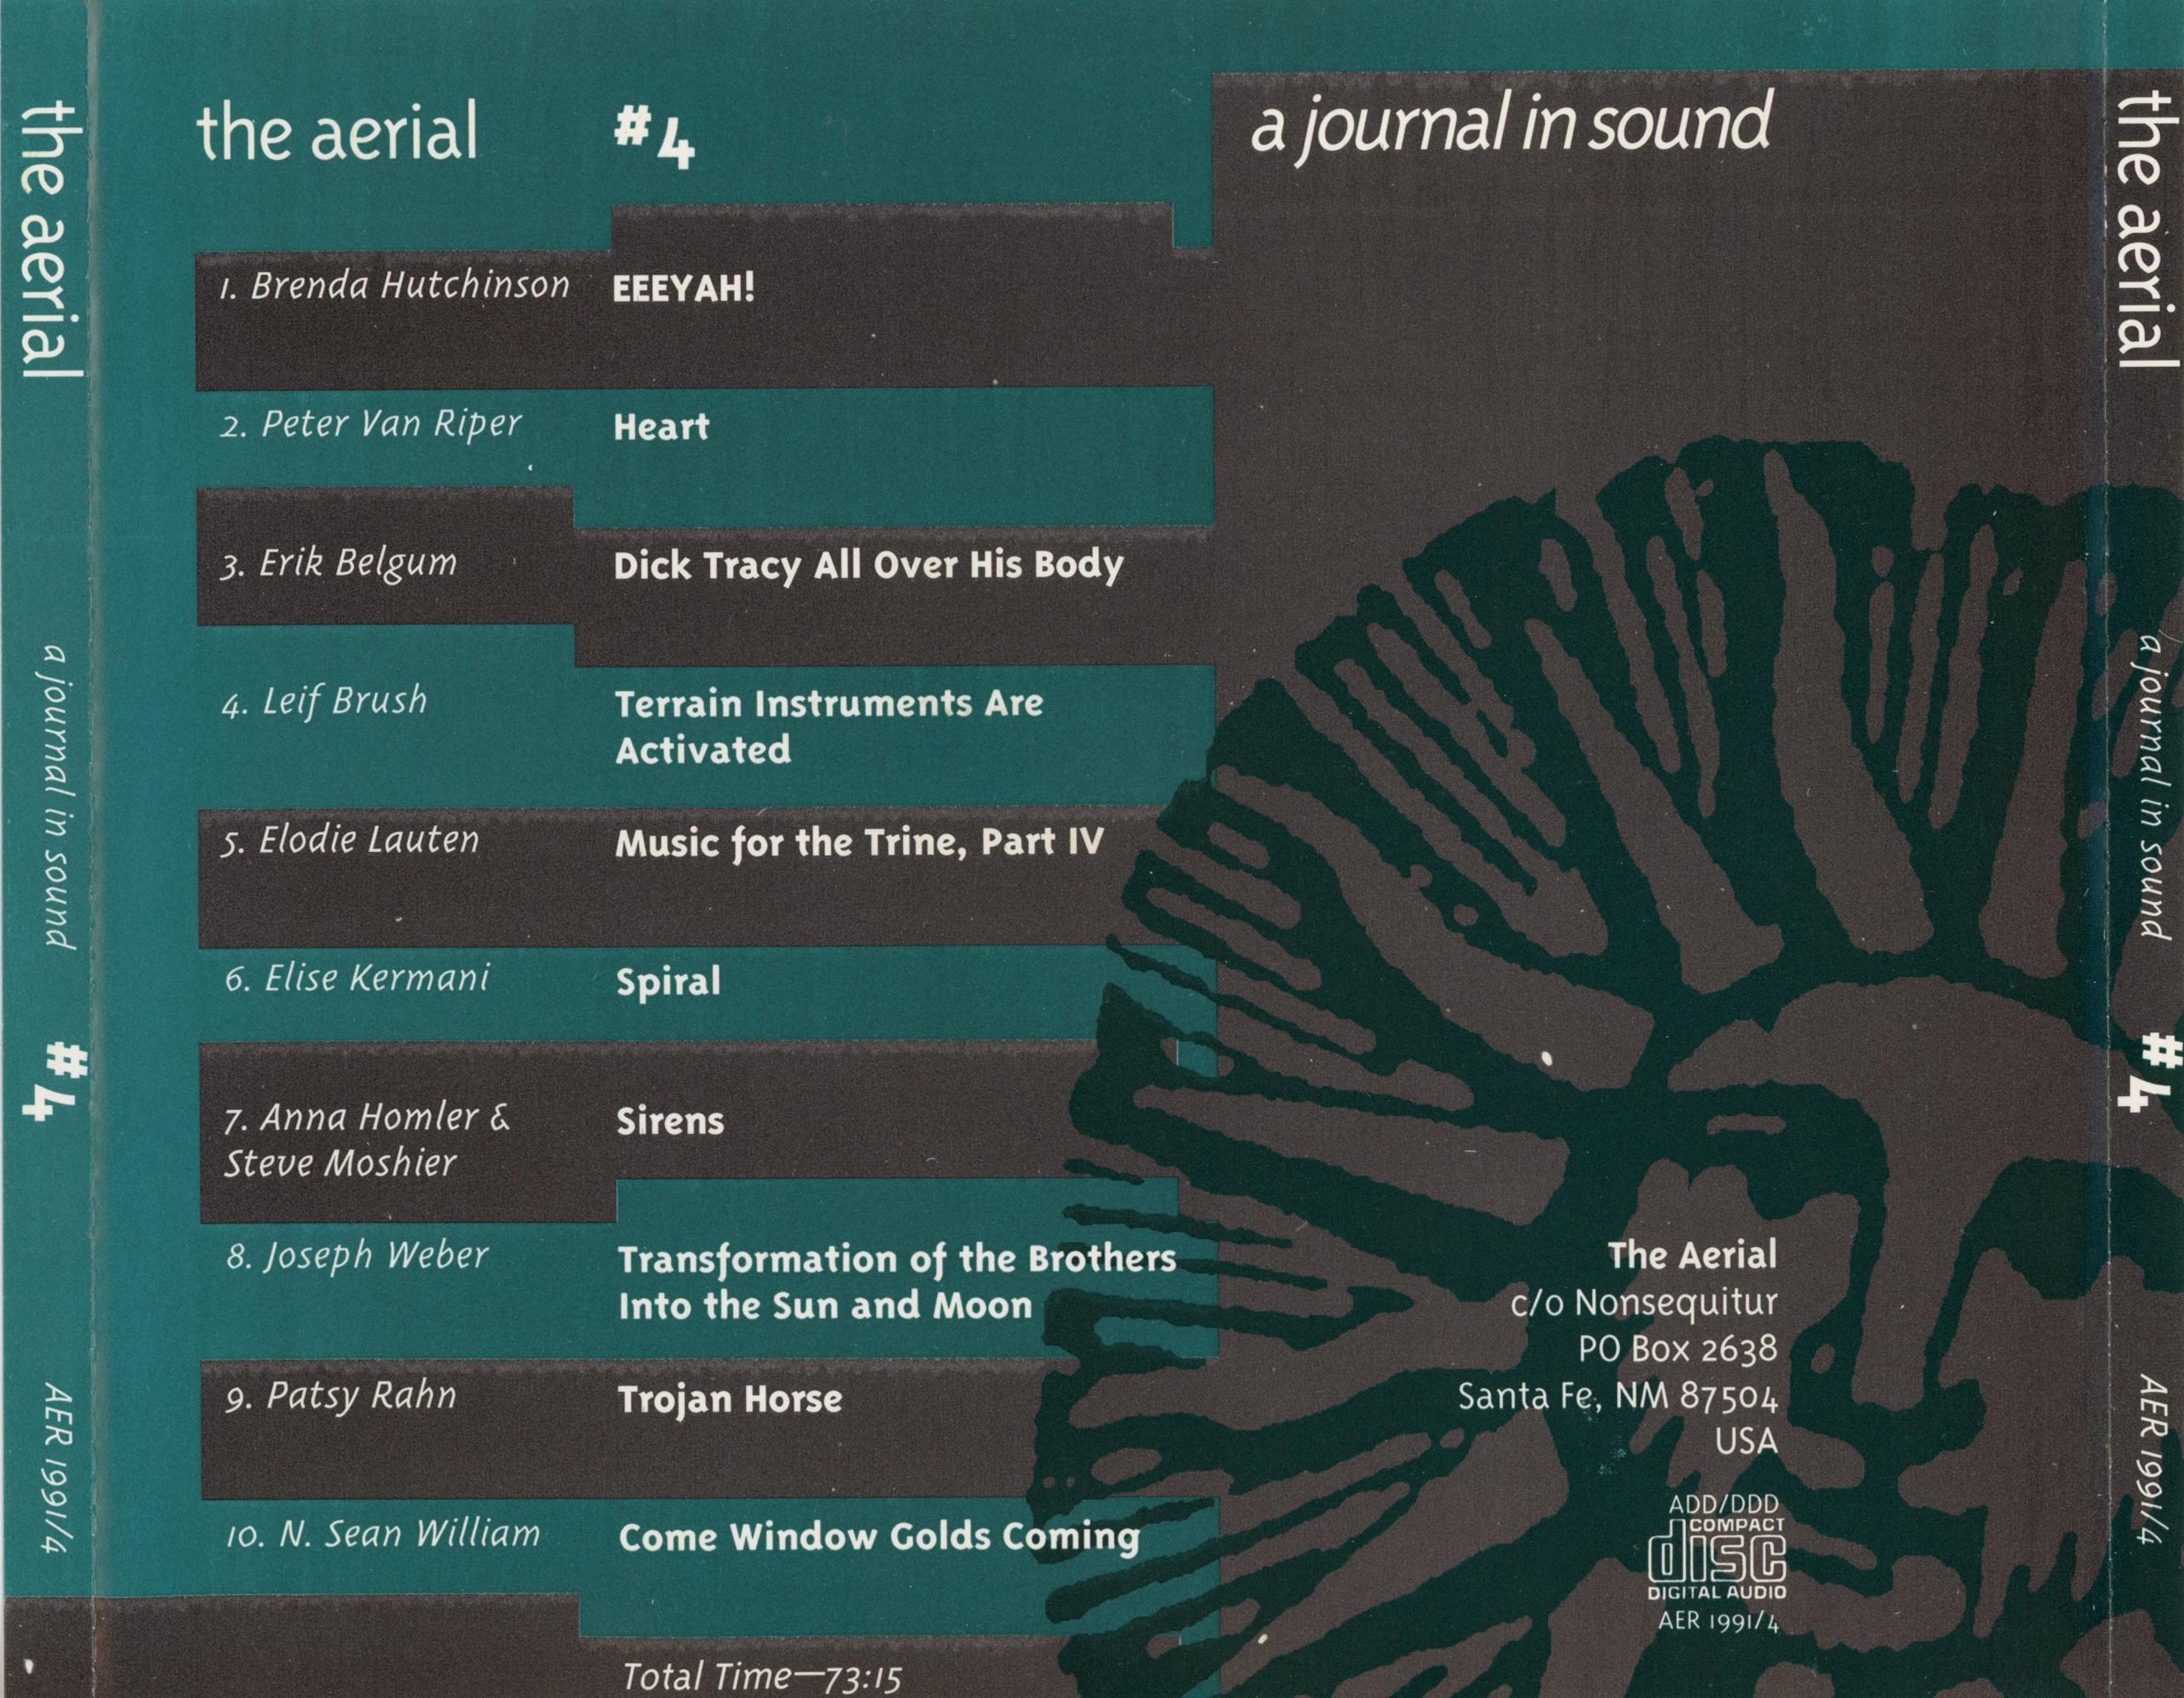 the aerial
a journal in sound
#4
AER 1991/4
the aerial #4
a journal in sound
1. Brenda Hutchinson EEEYAH!
2. Peter Van Riper Heart
3. Erik Belgum Dick Tracy All Over His Body
4. Leif Brush Terrain Instruments Are
Activated
5. Elodie Lauten Music for the Trine, Part IV
6. Elise Kermani Spiral
7. Anna Homler & Sirens
Steve Moshier
8. Joseph Weber Transformation of the Brothers
Into the Sun and Moon
9. Patsy Rahn Trojan Horse
10. N. Sean William Come Window Golds Coming
Total Time—73:15
The Aerial
c/o Nonsequitur
PO Box 2638
Santa Fe, NM 87504
USA
ADD/DDD
COMPACT
disc
DIGITAL AUDIO
AER 1991/4
the aerial
a journal in sound
#4
AER 1991/4